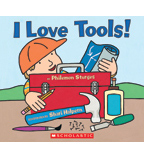 I Love Tools!
by Philemon Sturges
illustrated by Shari Halpern
SCHOLASTIC